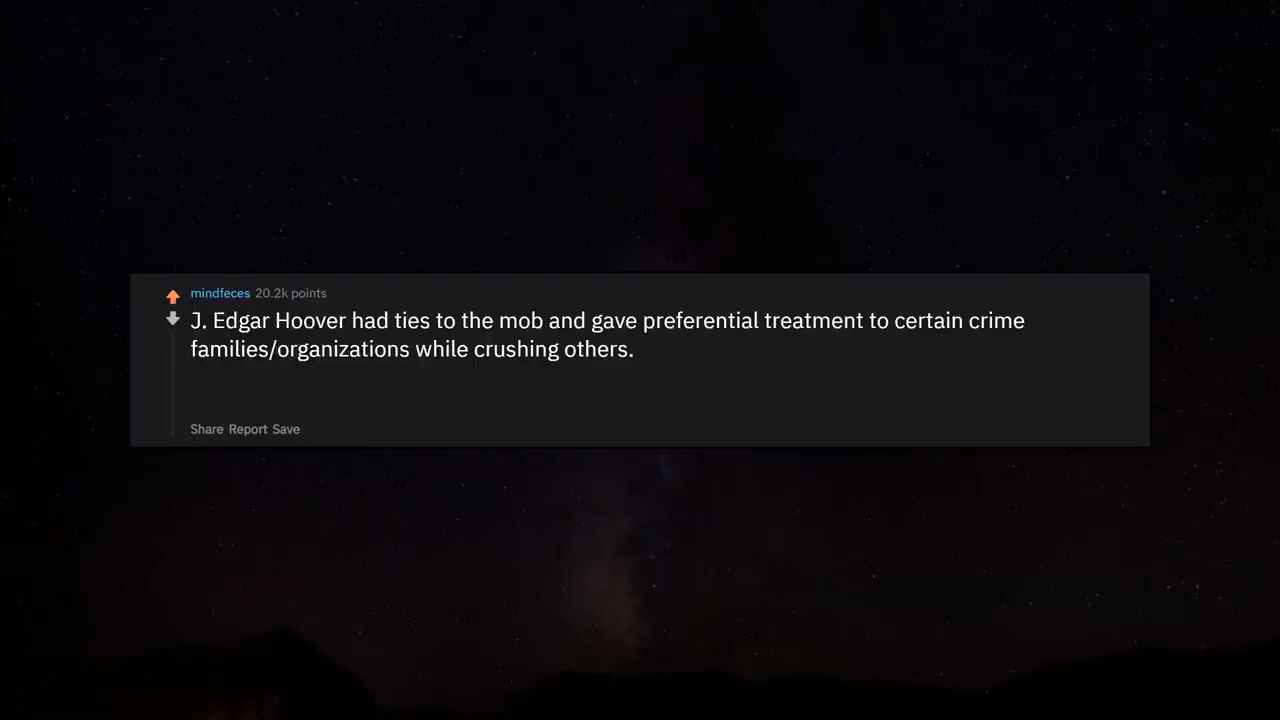 mindfeces 20.2k points
J. Edgar Hoover had ties to the mob and gave preferential treatment to certain crime
families/organizations while crushing others.
Share Report Save